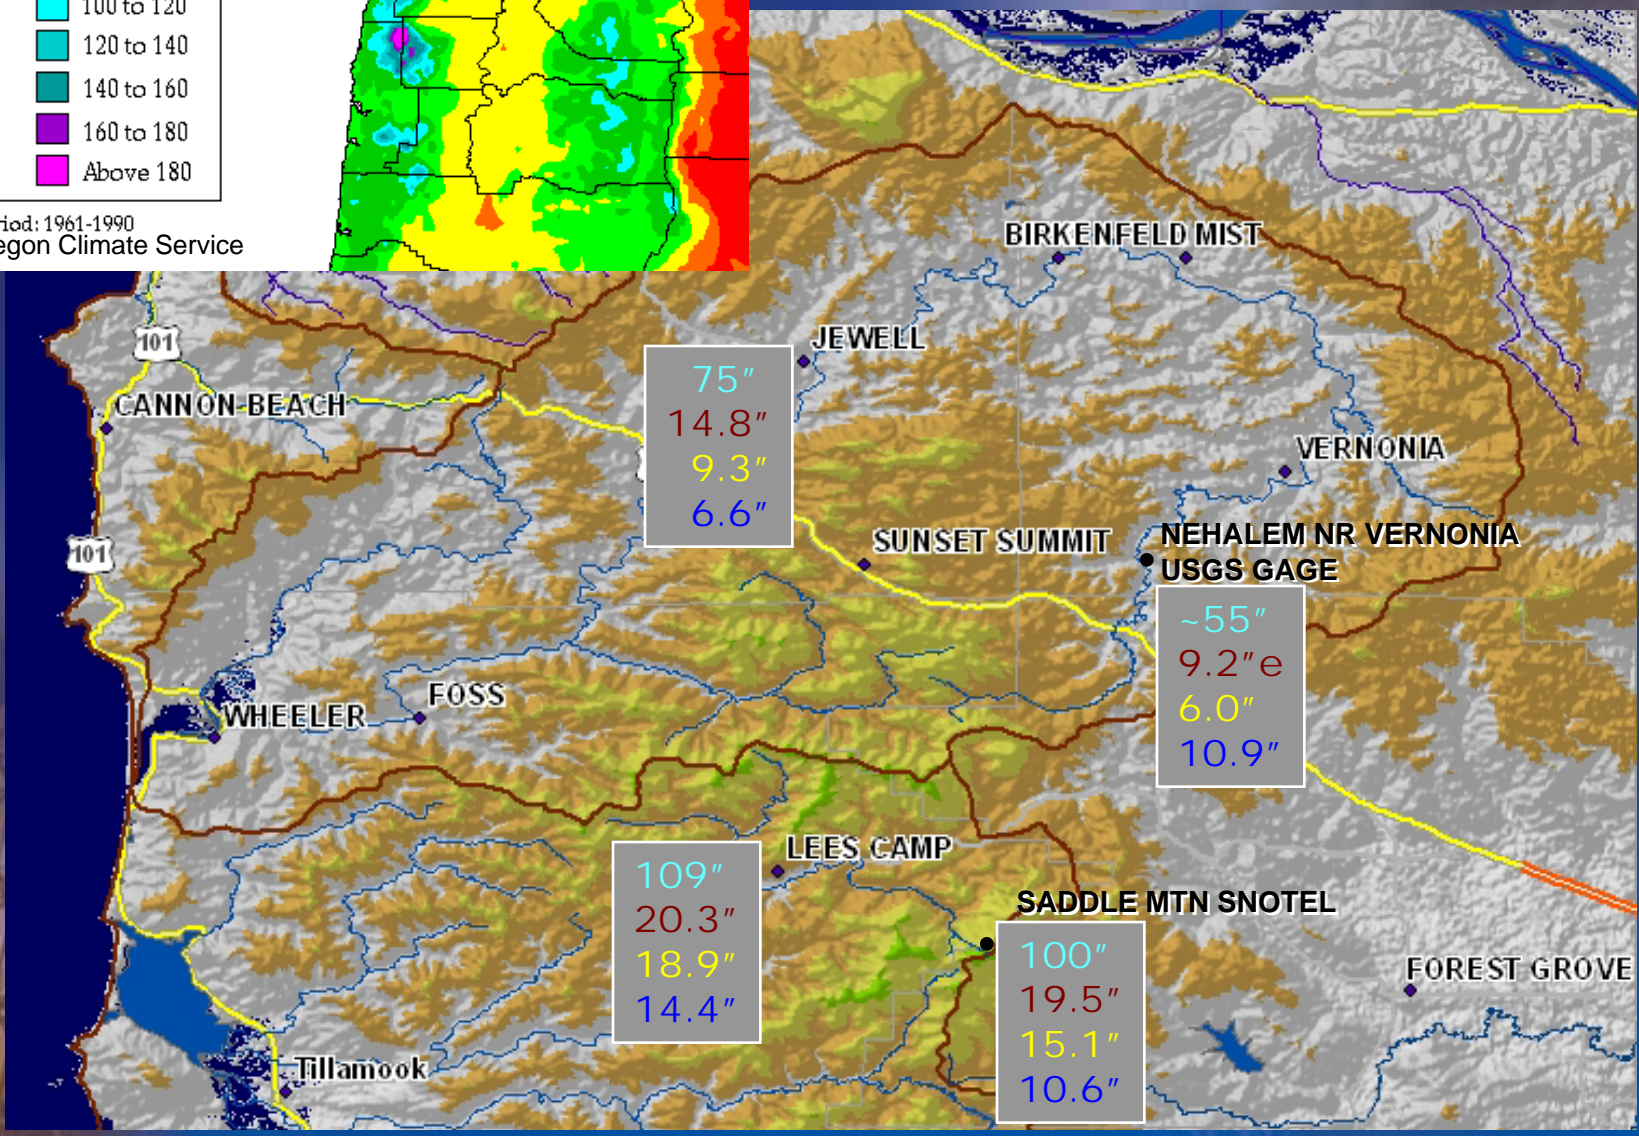 100 to 120
120 to 140
140 to 160
160 to 180
Above 180
riod: 1961-1990
egon Climate Service
BIRKENFELD MIST
JEWELL
101
CANNON BEACH
75"
14.8"
9.3"
6.6"
VERNONIA
101
SUNSET SUMMIT
NEHALEM NR VERNONIA
USGS GAGE
~55"
9.2"e
6.0"
10.9"
FOSS
WHEELER
LEES CAMP
109"
20.3"
18.9"
14.4"
SADDLE MTN SNOTEL
100"
19.5"
15.1"
10.6"
FOREST GROVE
Tillamook